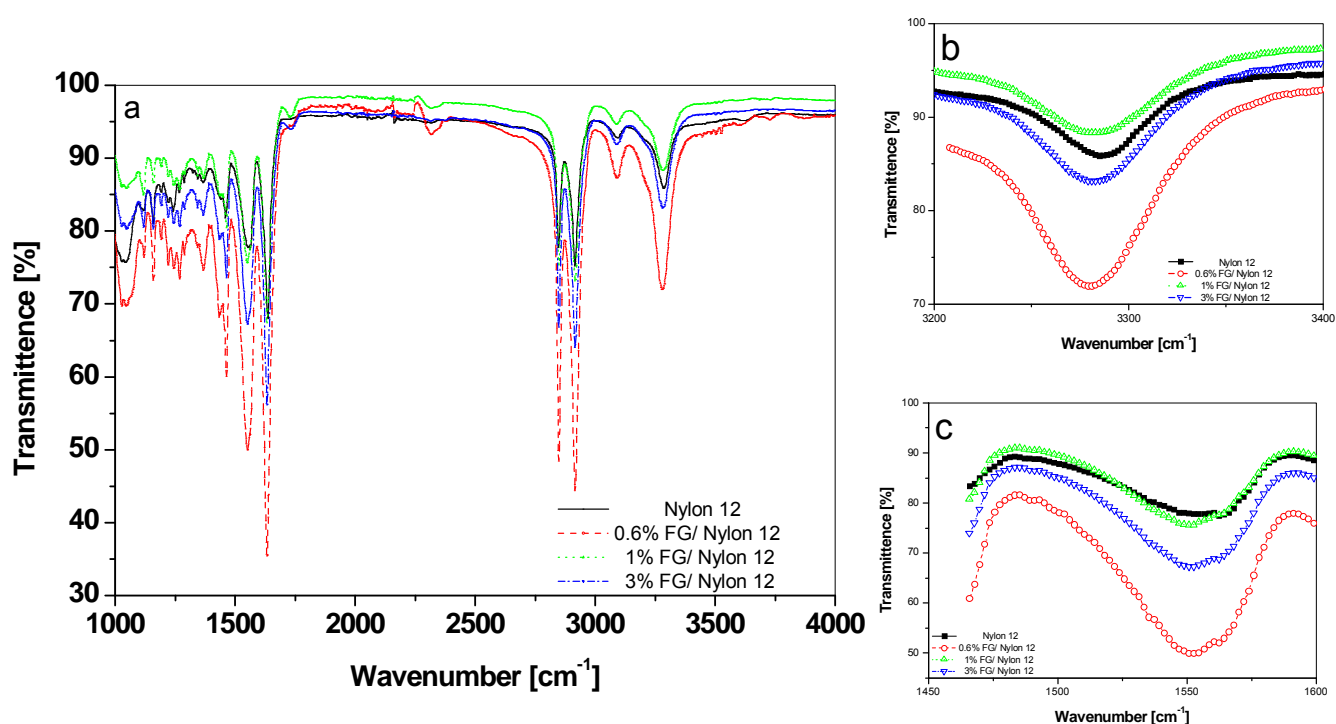 a
100
90
80
70
60
50
40
30
Transmittence [%]
1000 1500 2000 2500 3000 3500 4000
Wavenumber [cm-1]
Nylon 12
0.6% FG/ Nylon 12
1% FG/ Nylon 12
3% FG/ Nylon 12
b
100
90
80
70
Transmittence [%]
3200 3300 3400
Wavenumber [cm-1]
Nylon 12
0.6% FG/ Nylon 12
1% FG/ Nylon 12
3% FG/ Nylon 12
c
100
90
80
70
60
50
Transmittence [%]
1450 1500 1550 1600
Wavenumber [cm-1]
Nylon 12
0.6% FG/ Nylon 12
1% FG/ Nylon 12
3% FG/ Nylon 12